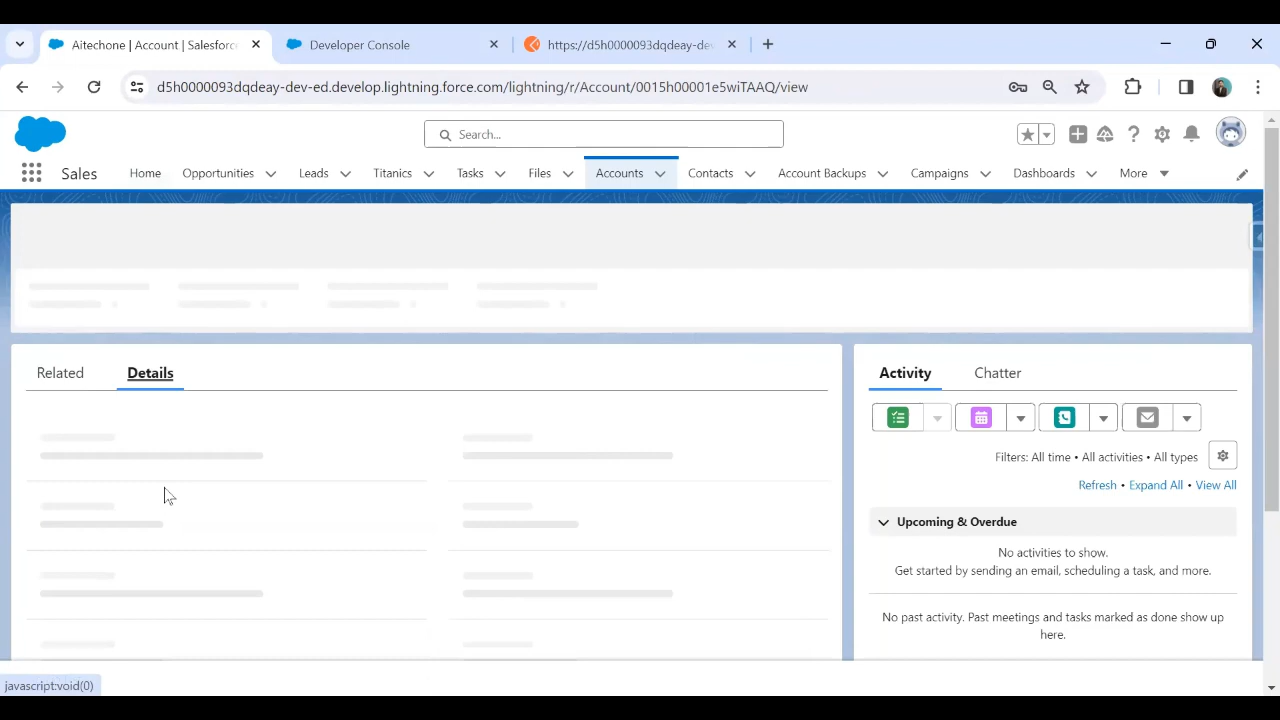 Aitechone | Account | Salesforc
Developer Console
https://d5h0000093dqdeay-dev
d5h0000093dqdeay-dev-ed.develop.lightning.force.com/lightning/r/Account/0015h00001e5wiTAAQ/view
Search...
Sales
Home
Opportunities
Leads
Titanics
Tasks
Files
Accounts
Contacts
Account Backups
Campaigns
Dashboards
More
Related
Details
Activity
Chatter
Filters: All time • All activities • All types
Refresh • Expand All • View All
Upcoming & Overdue
No activities to show.
Get started by sending an email, scheduling a task, and more.
No past activity. Past meetings and tasks marked as done show up
here.
javascript:void(0)